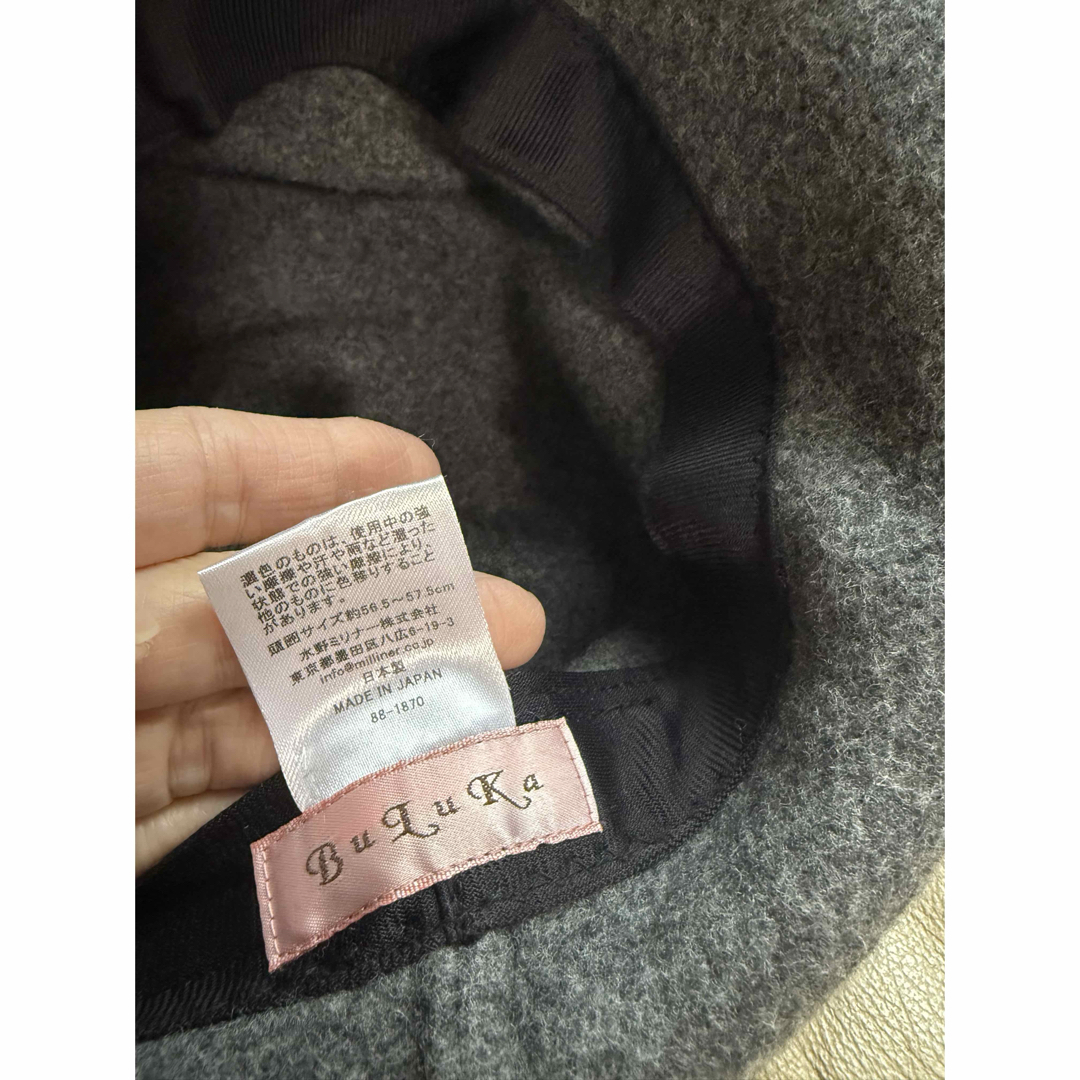 濃色のものは、使用中の強
い摩擦や汗や雨など濡った
状態での強い摩擦により、
他のものに色移りすること
があります。
頭囲サイズ約56.5～57.5cm
水野ミリナー株式会社
東京都墨田区八広6-19-3
info@milliner.co.jp
日本製
MADE IN JAPAN
88-1870
BuLuKa